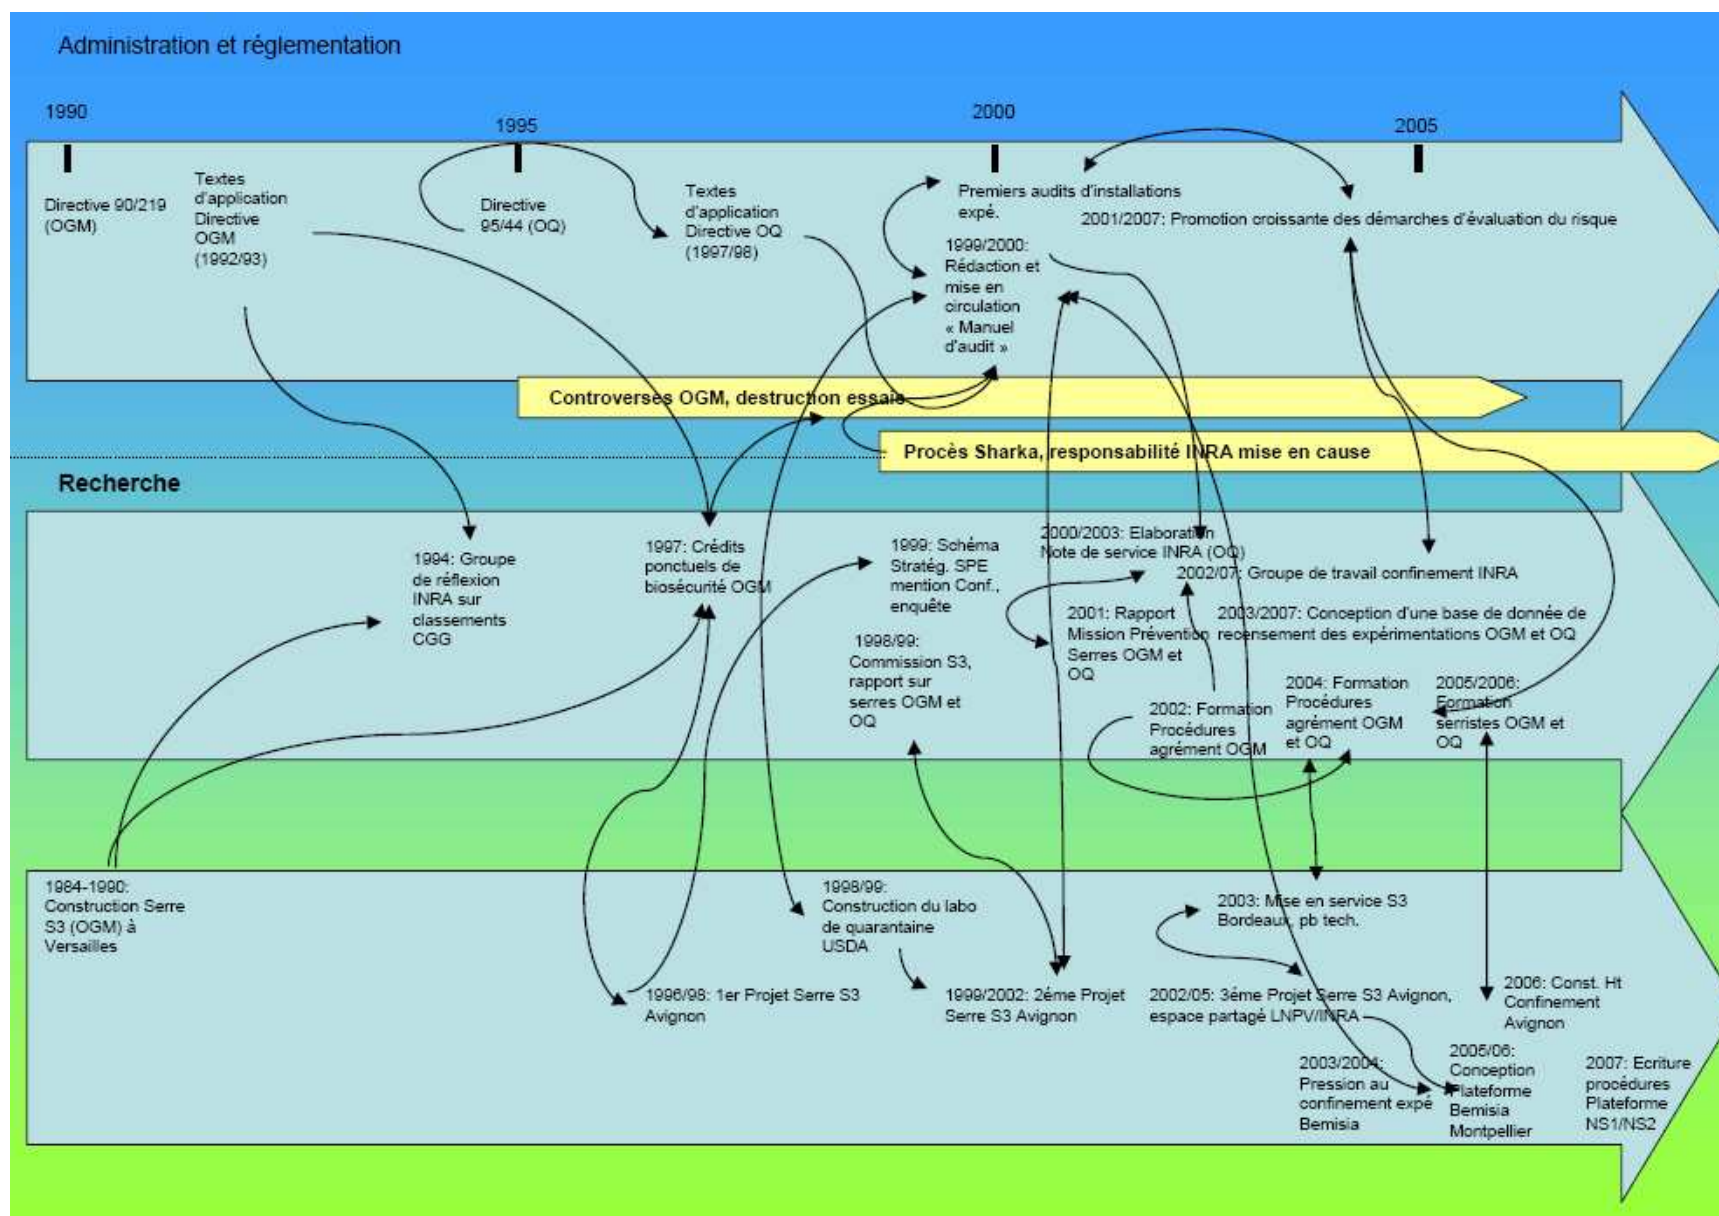 Administration et réglementation
1990
1995
2000
2005
Directive 90/219
(OGM)
Textes
d'application
Directive
OGM
(1992/93)
Directive
95/44 (OQ)
Textes
d'application
Directive OQ
(1997/98)
Premiers audits d'installations
expé.
2001/2007: Promotion croissante des démarches d'évaluation du risque
1999/2000:
Rédaction et
mise en
circulation
« Manuel
d'audit »
Controverses OGM, destruction essais
Procès Sharka, responsabilité INRA mise en cause
Recherche
1994: Groupe
de réflexion
INRA sur
classements
CGG
1997: Crédits
ponctuels de
biosécurité OGM
1999: Schéma
Stratég. SPE
mention Conf.,
enquête
1998/99:
Commission S3,
rapport sur
serres OGM et
OQ
2000/2003: Elaboration
Note de service INRA (OQ)
2002/07: Groupe de travail confinement INRA
2001: Rapport
Mission Prévention
Serres OGM et
OQ
2003/2007: Conception d'une base de donnée de
recensement des expérimentations OGM et OQ
2002: Formation
Procédures
agrément OGM
2004: Formation
Procédures
agrément OGM
et OQ
2005/2006:
Formation
serristes OGM et
OQ
1984-1990:
Construction Serre
S3 (OGM) à
Versailles
1996/98: 1er Projet Serre S3
Avignon
1998/99:
Construction du labo
de quarantaine
USDA
1999/2002: 2éme Projet
Serre S3 Avignon
2003: Mise en service S3
Bordeaux, pb tech.
2002/05: 3éme Projet Serre S3 Avignon,
espace partagé LNPV/INRA
2006: Const. Ht
Confinement
Avignon
2003/2004:
Pression au
confinement expé
Bemisia
2005/06:
Conception
Plateforme
Bemisia
Montpellier
2007: Ecriture
procédures
Plateforme
NS1/NS2